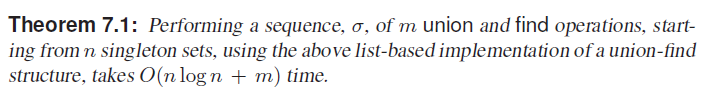 Theorem 7.1: Performing a sequence, σ, of m union and find operations, start-
ing from n singleton sets, using the above list-based implementation of a union-find
structure, takes O(n log n + m) time.